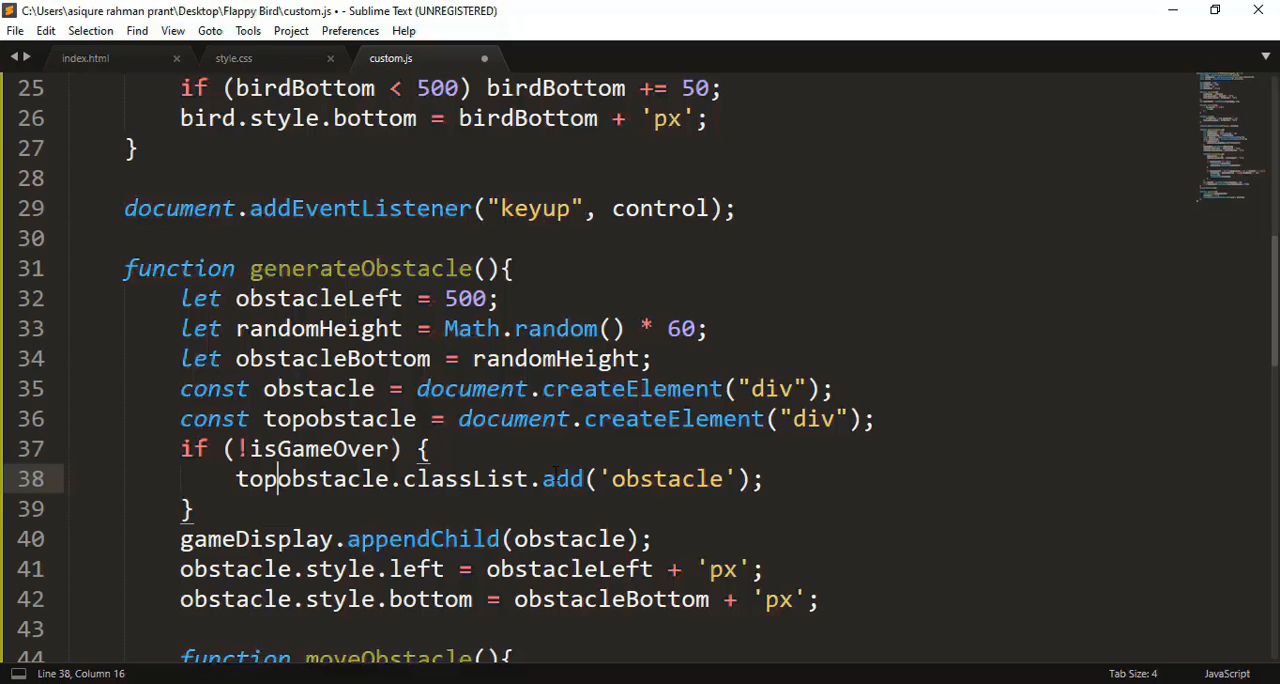 C:\Users\asiqure rahman prant\Desktop\Flappy Bird\custom.js • - Sublime Text (UNREGISTERED)
File Edit Selection Find View Goto Tools Project Preferences Help
index.html style.css custom.js
25 if (birdBottom < 500) birdBottom += 50;
26 bird.style.bottom = birdBottom + 'px';
27 }
28
29 document.addEventListener("keyup", control);
30
31 function generateObstacle(){
32 let obstacleLeft = 500;
33 let randomHeight = Math.random() * 60;
34 let obstacleBottom = randomHeight;
35 const obstacle = document.createElement("div");
36 const topobstacle = document.createElement("div");
37 if (!isGameOver) {
38 topobstacle.classList.add('obstacle');
39 }
40 gameDisplay.appendChild(obstacle);
41 obstacle.style.left = obstacleLeft + 'px';
42 obstacle.style.bottom = obstacleBottom + 'px';
43
44 function moveObstacle(){
Line 38, Column 16 Tab Size: 4 JavaScript